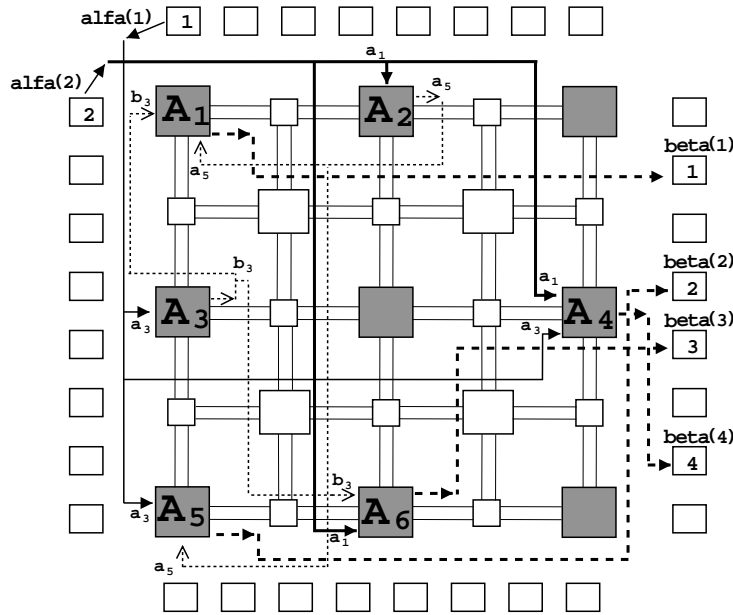 alfa(1)
1
a1
alfa(2)
a5
b3
2
A1
A2
beta(1)
a5
1
beta(2)
b3
a1
2
A3
A4
beta(3)
a3
a3
3
beta(4)
4
b3
A5
A6
a3
a1
a5